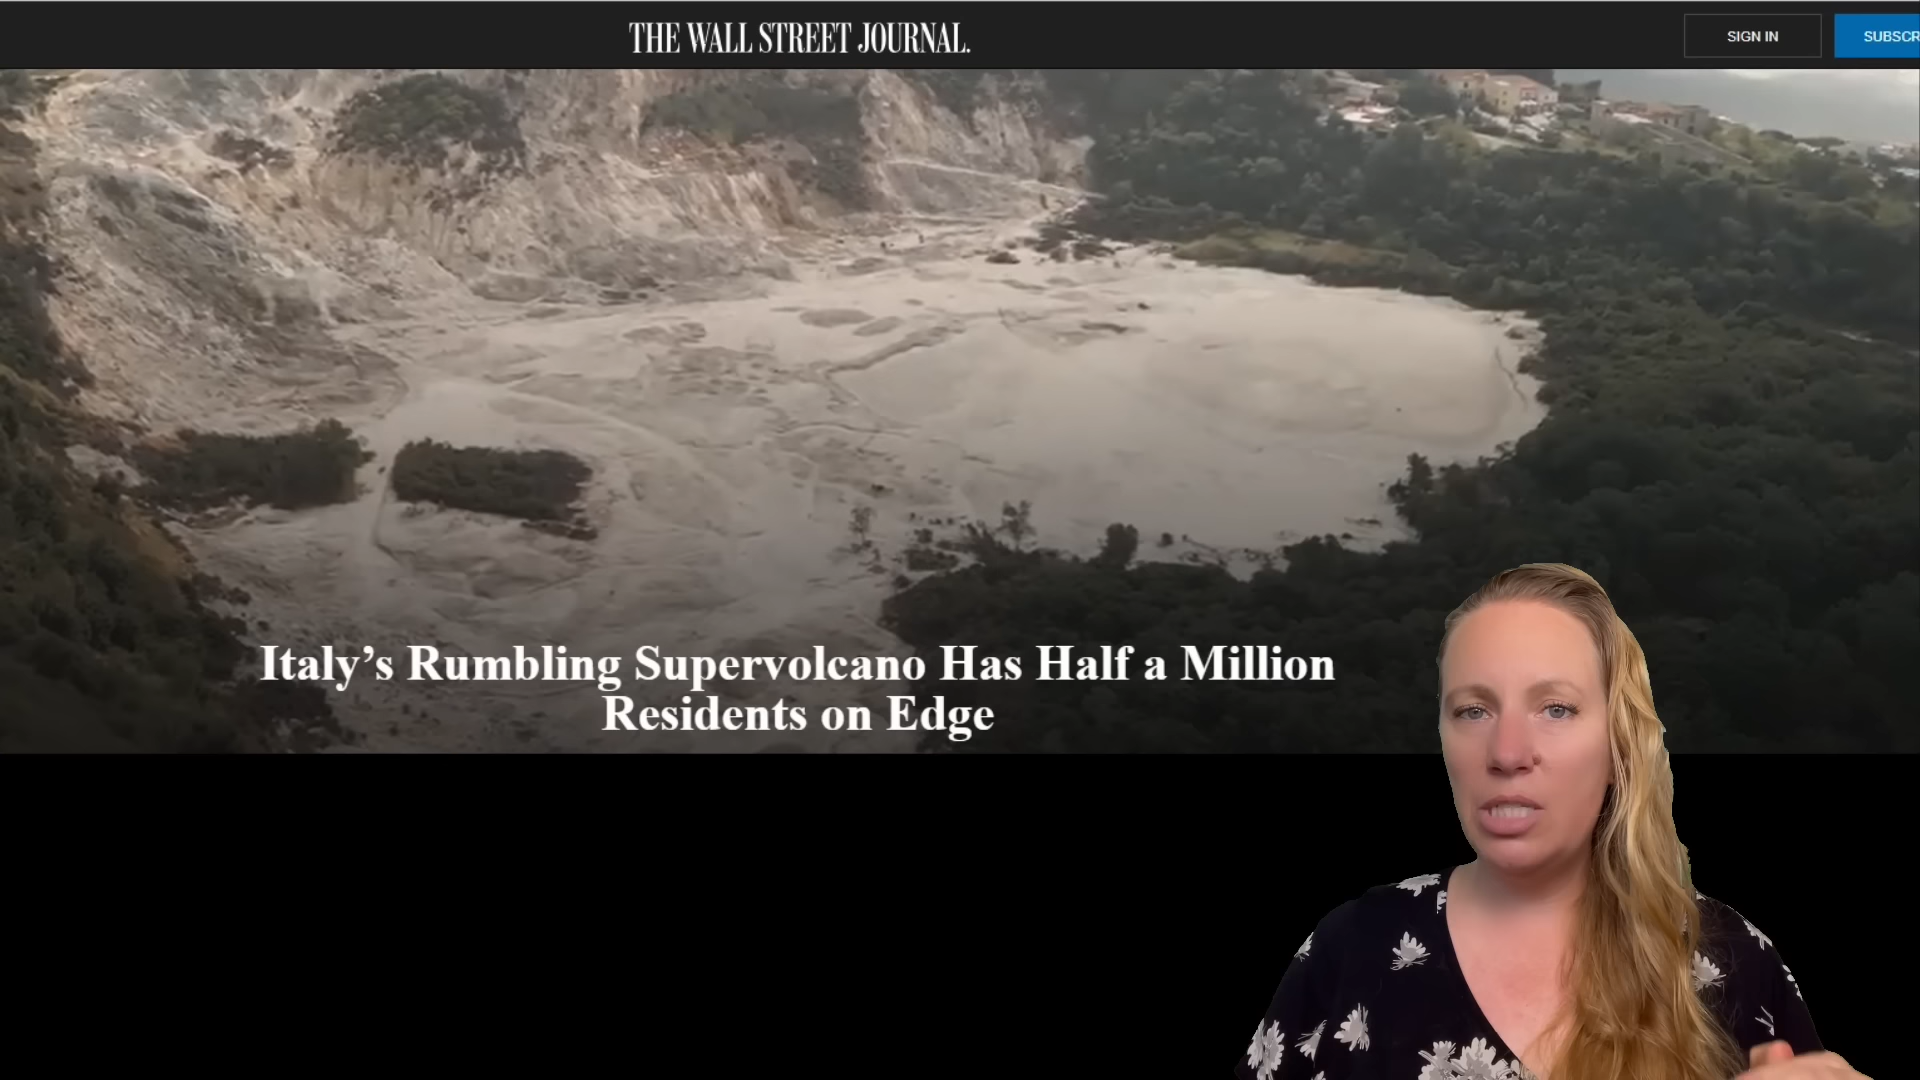 THE WALL STREET JOURNAL.
SIGN IN
SUBSCR
Italy’s Rumbling Supervolcano Has Half a Million
Residents on Edge